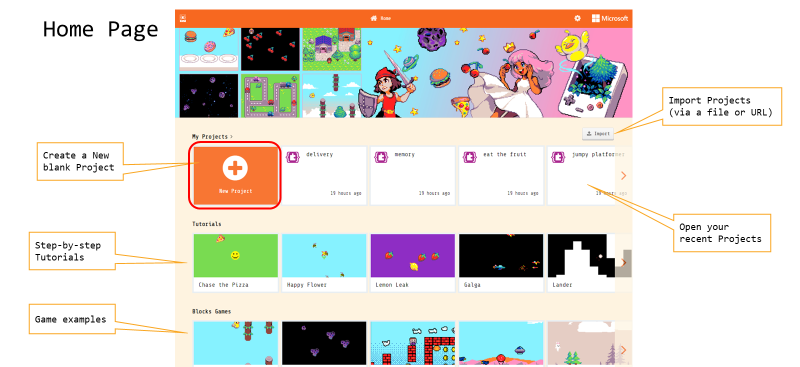 Home Page
Home
Microsoft
Import Projects
(via a file or URL)
My Projects >
Import
Create a New
blank Project
New Project
delivery
19 hours ago
memory
19 hours ago
eat the fruit
19 hours ago
jumpy platformer
19 hours ago
Open your
recent Projects
Tutorials
Step-by-step
Tutorials
Chase the Pizza
Happy Flower
Lemon Leak
Galga
Lander
Blocks Games
Game examples